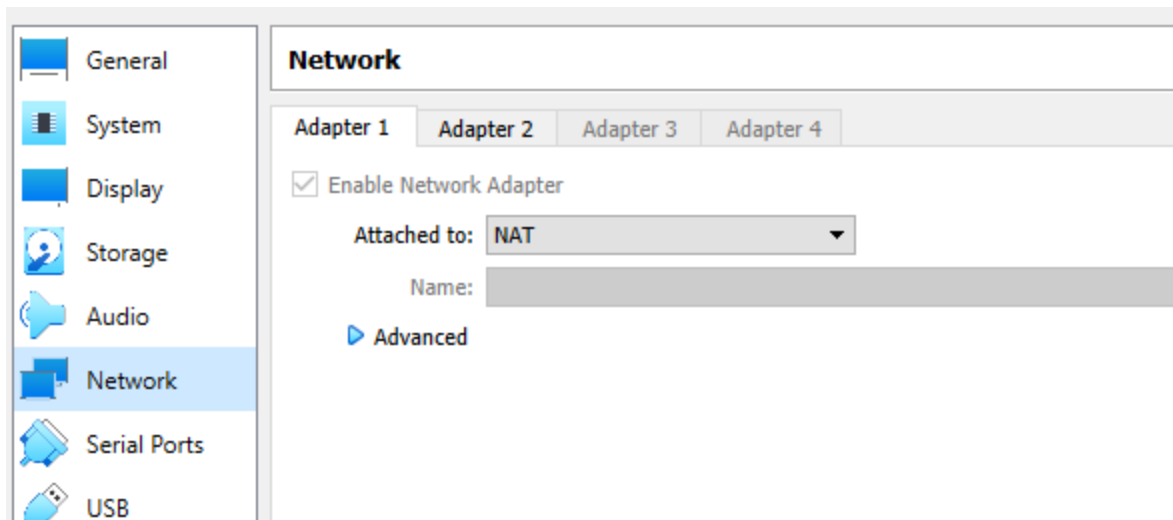 General
System
Display
Storage
Audio
Network
Serial Ports
USB
Network
Adapter 1 Adapter 2 Adapter 3 Adapter 4
Enable Network Adapter
Attached to: NAT
Name:
Advanced